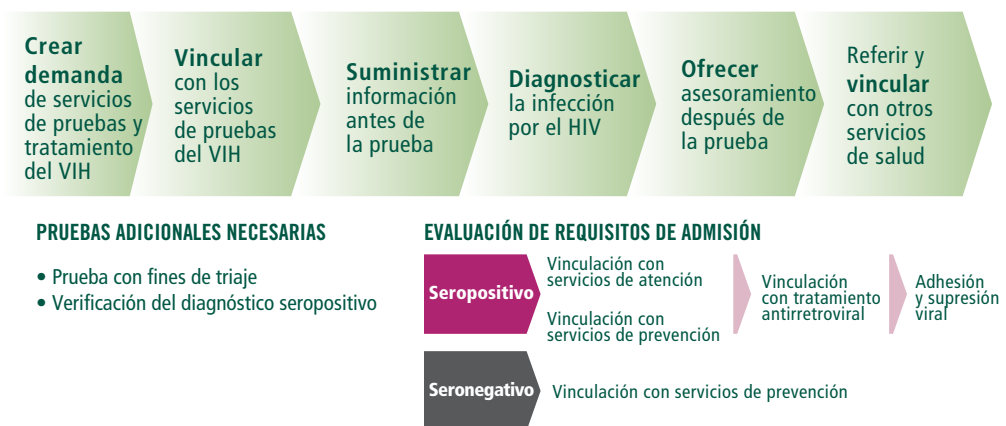 Crear
demanda
de servicios
de pruebas y
tratamiento
del VIH
Vincular
con los
servicios
de pruebas
del VIH
Suministrar
información
antes de
la prueba
Diagnosticar
la infección
por el HIV
Ofrecer
asesoramiento
después de
la prueba
Referir y
vincular
con otros
servicios
de salud
PRUEBAS ADICIONALES NECESARIAS
• Prueba con fines de triaje
• Verificación del diagnóstico seropositivo
EVALUACIÓN DE REQUISITOS DE ADMISIÓN
Seropositivo
Vinculación con
servicios de atención
Vinculación con
servicios de prevención
Vinculación
con tratamiento
antirretroviral
Adhesión
y supresión
viral
Seronegativo
Vinculación con servicios de prevención